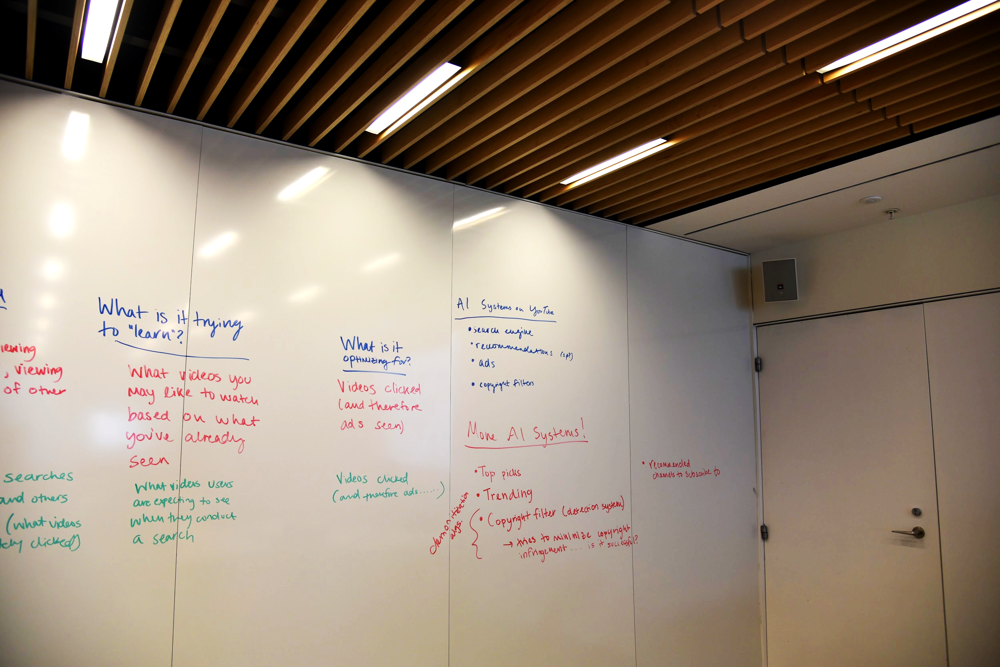 viewing
, viewing
of other
searches
and others
(what videos
clicked)
What is it trying
to "learn"?
What videos you
may like to watch
based on what
you've already
seen
What videos users
are expecting to see
when they conduct
a search
What is it
optimizing for?
Videos clicked
(and therefore
ads seen)
Videos clicked
(and therefore ads......)
AI Systems on YouTube
• search engine
• recommendations (sp?)
• ads
• copyright filters
More AI Systems!
• Top picks
• Trending
• Copyright filter (detection system)
→ tries to minimize copyright
infringement .... is it successful?
demonitization
algs.
• recommended
channels to subscribe to